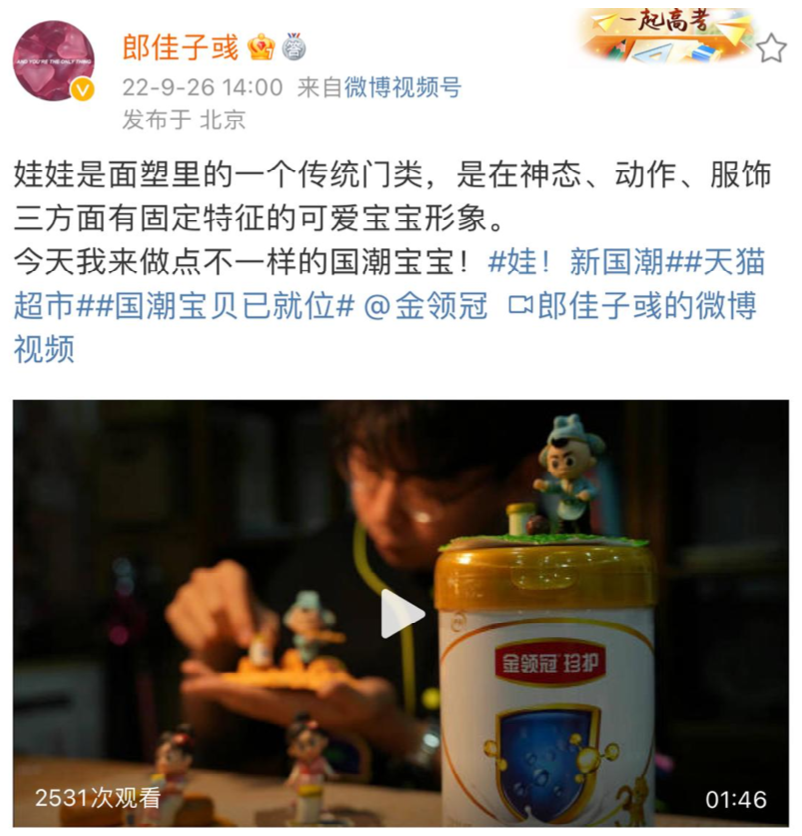 一起高考
郎佳子彧
22-9-26 14:00 来自微博视频号
发布于 北京
娃娃是面塑里的一个传统门类，是在神态、动作、服饰
三方面有固定特征的可爱宝宝形象。
今天我来做点不一样的国潮宝宝！#娃！新国潮##天猫
超市##国潮宝贝已就位# @金领冠 郎佳子彧的微博
视频
金领冠 珍护
2531次观看
01:46